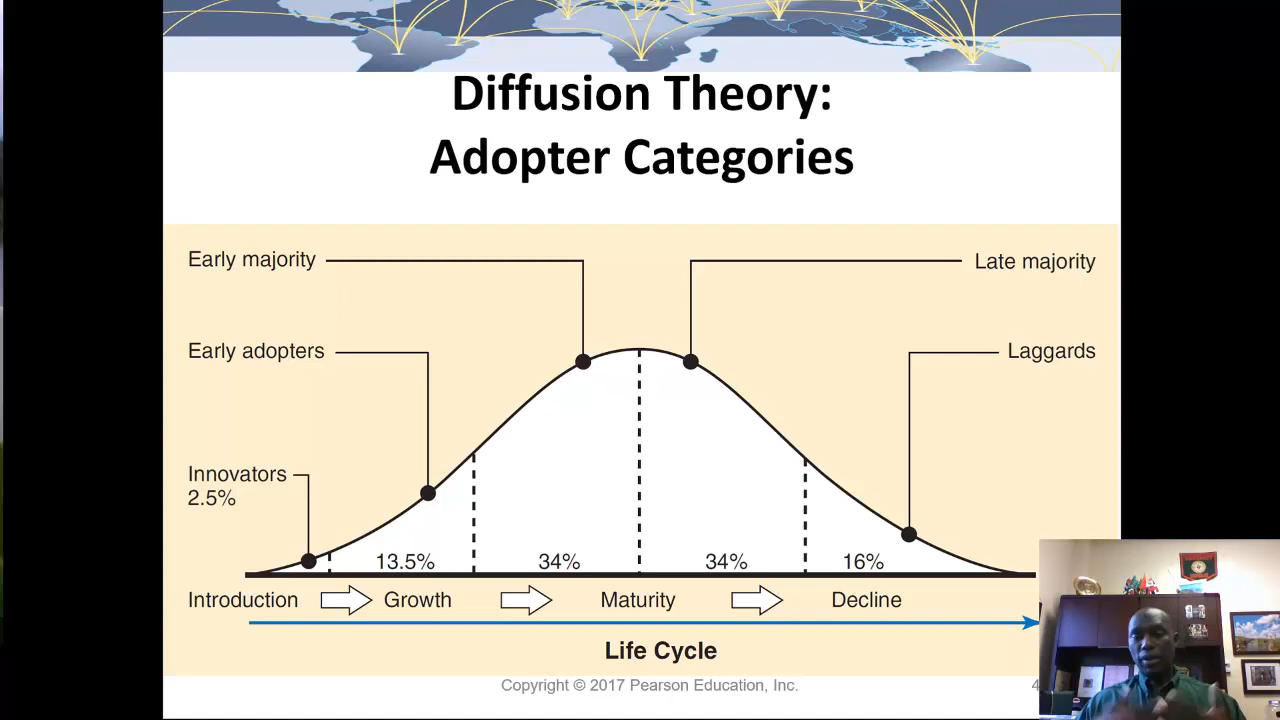 Diffusion Theory:
Adopter Categories
Early majority
Late majority
Early adopters
Laggards
Innovators
2.5%
13.5% 34% 34% 16%
Introduction Growth Maturity Decline
Life Cycle
Copyright © 2017 Pearson Education, Inc.